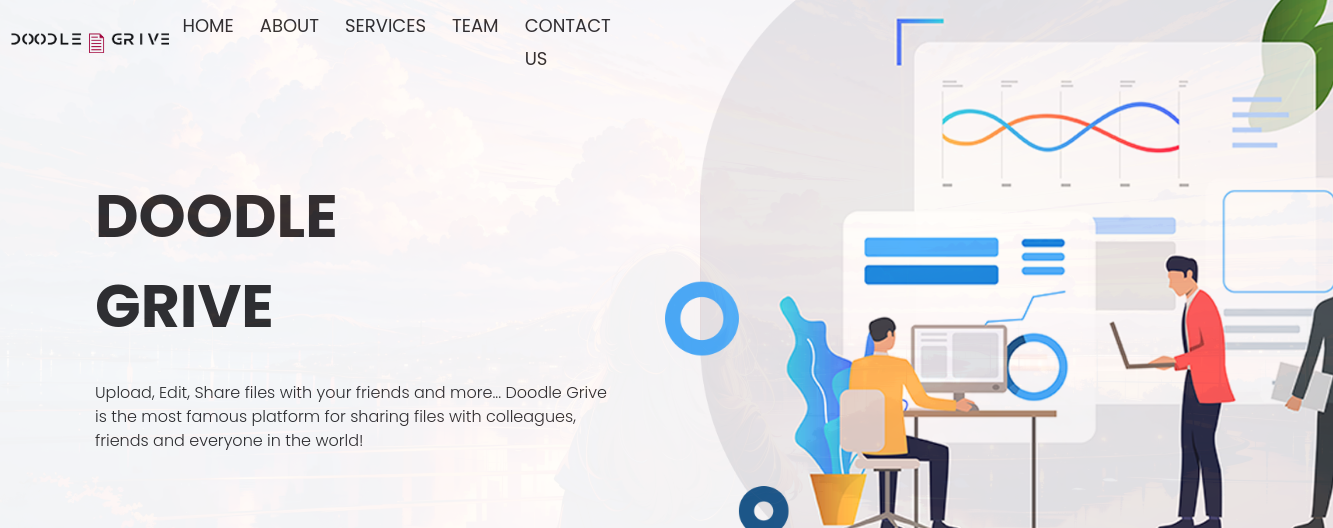 DOODLE GRIVE
HOME ABOUT SERVICES TEAM CONTACT
US
DOODLE
GRIVE
Upload, Edit, Share files with your friends and more... Doodle Grive
is the most famous platform for sharing files with colleagues,
friends and everyone in the world!